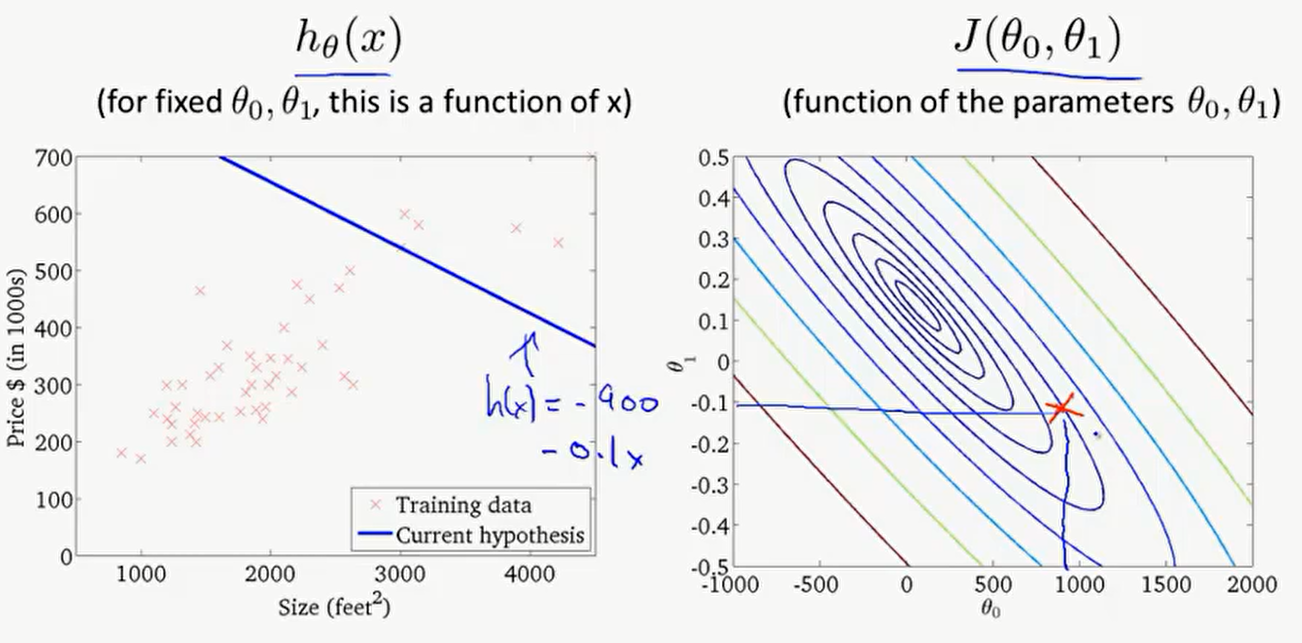 h_θ(x)
(for fixed θ₀, θ₁, this is a function of x)
700
600
500
400
300
200
100
0
Price $ (in 1000s)
1000 2000 3000 4000
Size (feet²)
Training data
Current hypothesis
h(x) = - 900
- 0.1x
J(θ₀, θ₁)
(function of the parameters θ₀, θ₁)
0.5
0.4
0.3
0.2
0.1
0
-0.1
-0.2
-0.3
-0.4
-0.5
θ₁
-1000 -500 0 500 1000 1500 2000
θ₀